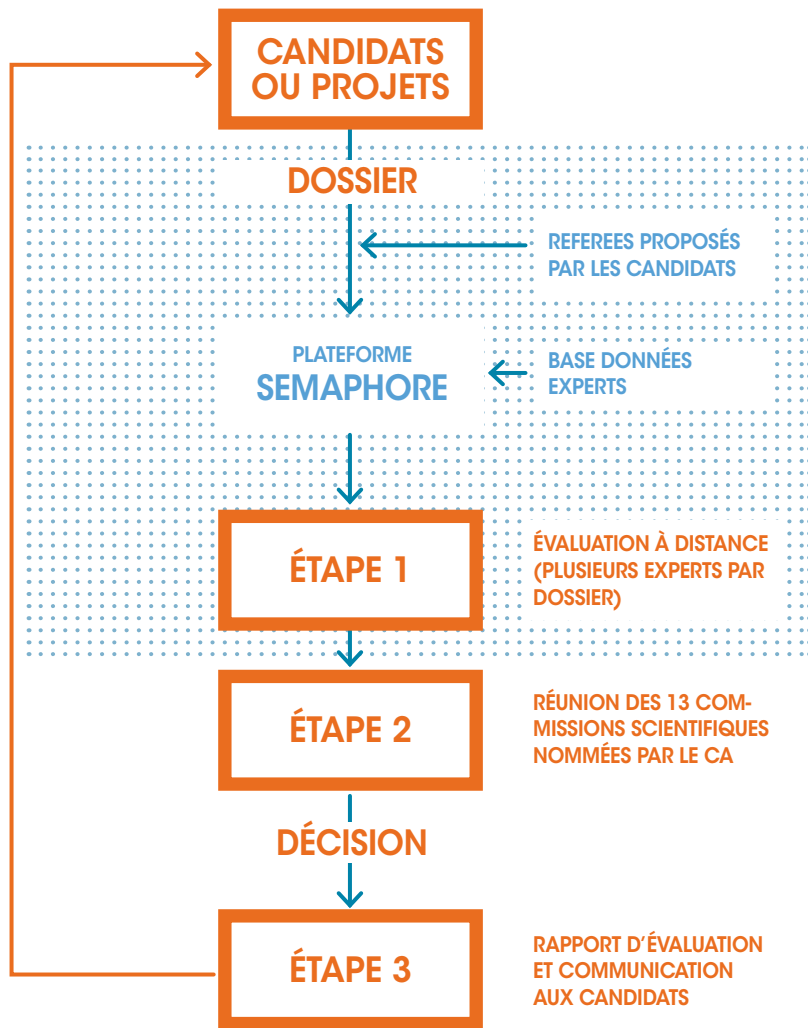 CANDIDATS
OU PROJETS
DOSSIER
REFEREES PROPOSÉS
PAR LES CANDIDATS
PLATEFORME
SEMAPHORE
BASE DONNÉES
EXPERTS
ÉTAPE 1
ÉVALUATION À DISTANCE
(PLUSIEURS EXPERTS PAR
DOSSIER)
ÉTAPE 2
RÉUNION DES 13 COM-
MISSIONS SCIENTIFIQUES
NOMMÉES PAR LE CA
DÉCISION
ÉTAPE 3
RAPPORT D’ÉVALUATION
ET COMMUNICATION
AUX CANDIDATS